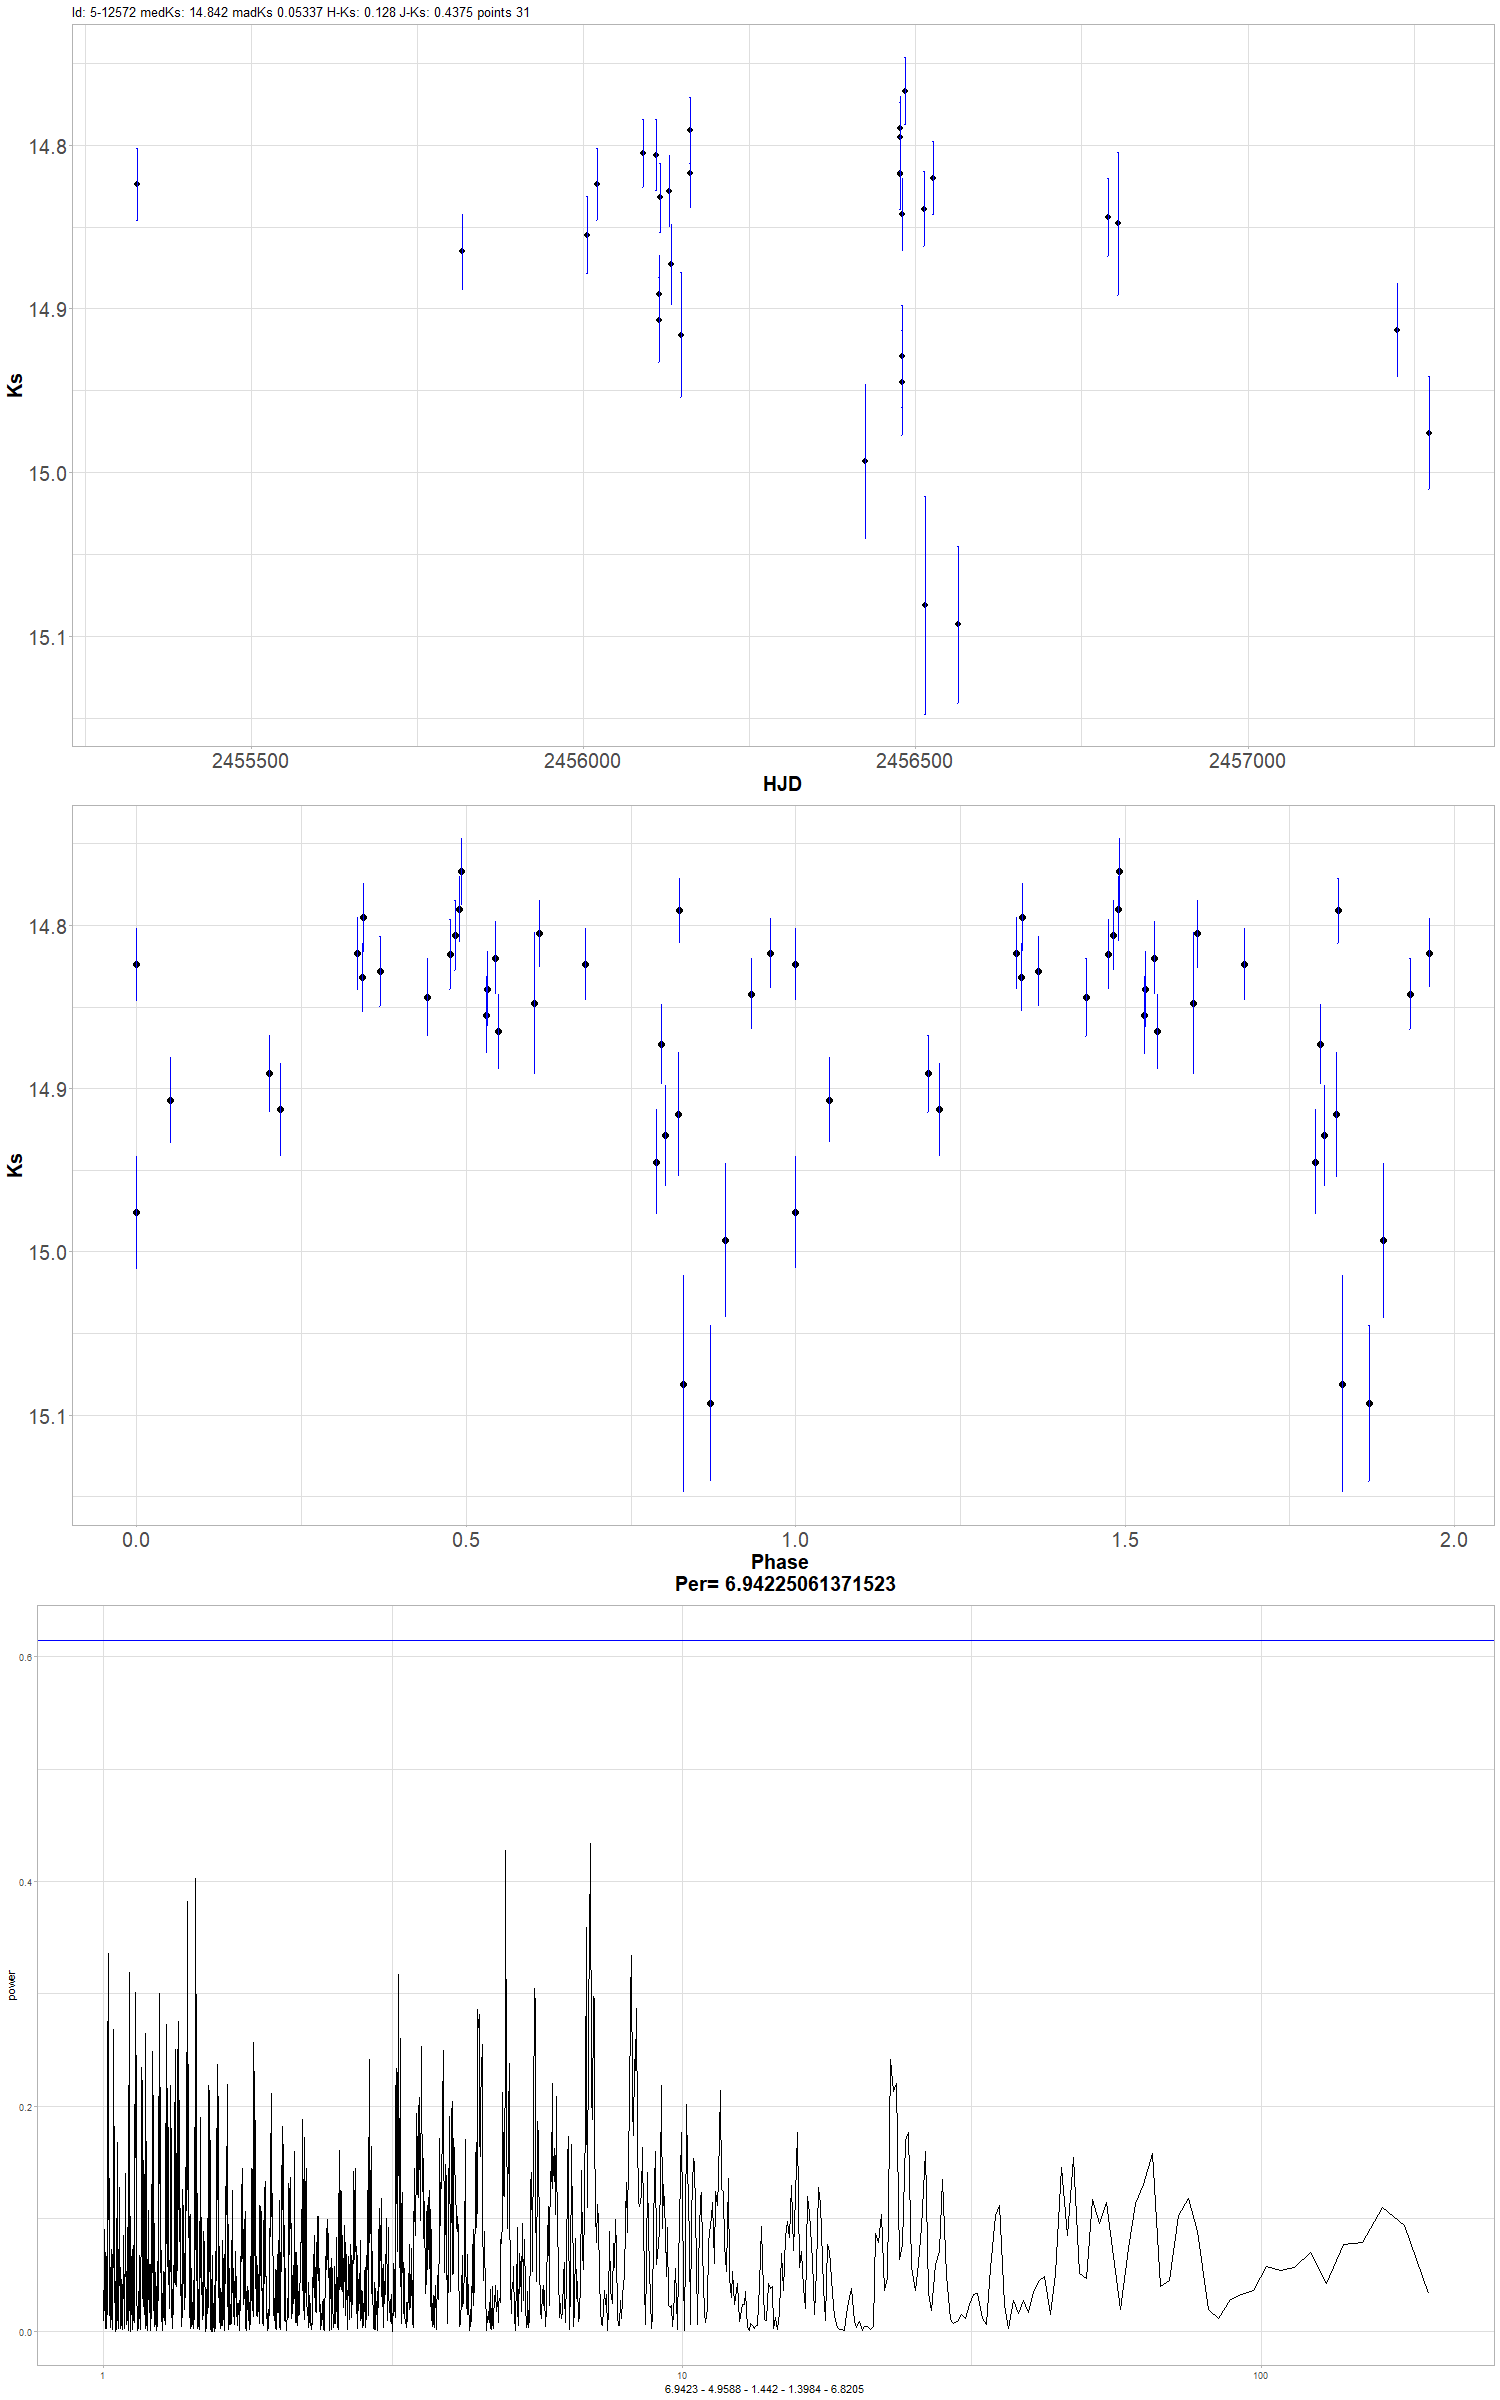 Id: 5-12572 medKs: 14.842 madKs 0.05337 H-Ks: 0.128 J-Ks: 0.4375 points 31
14.8
14.9
15.0
15.1
Ks
2455500 2456000 2456500 2457000
HJD
14.8
14.9
15.0
15.1
Ks
0.0 0.5 1.0 1.5 2.0
Phase
Per= 6.94225061371523
0.6
0.4
0.2
0.0
power
1 10 100
6.9423 - 4.9588 - 1.442 - 1.3984 - 6.8205